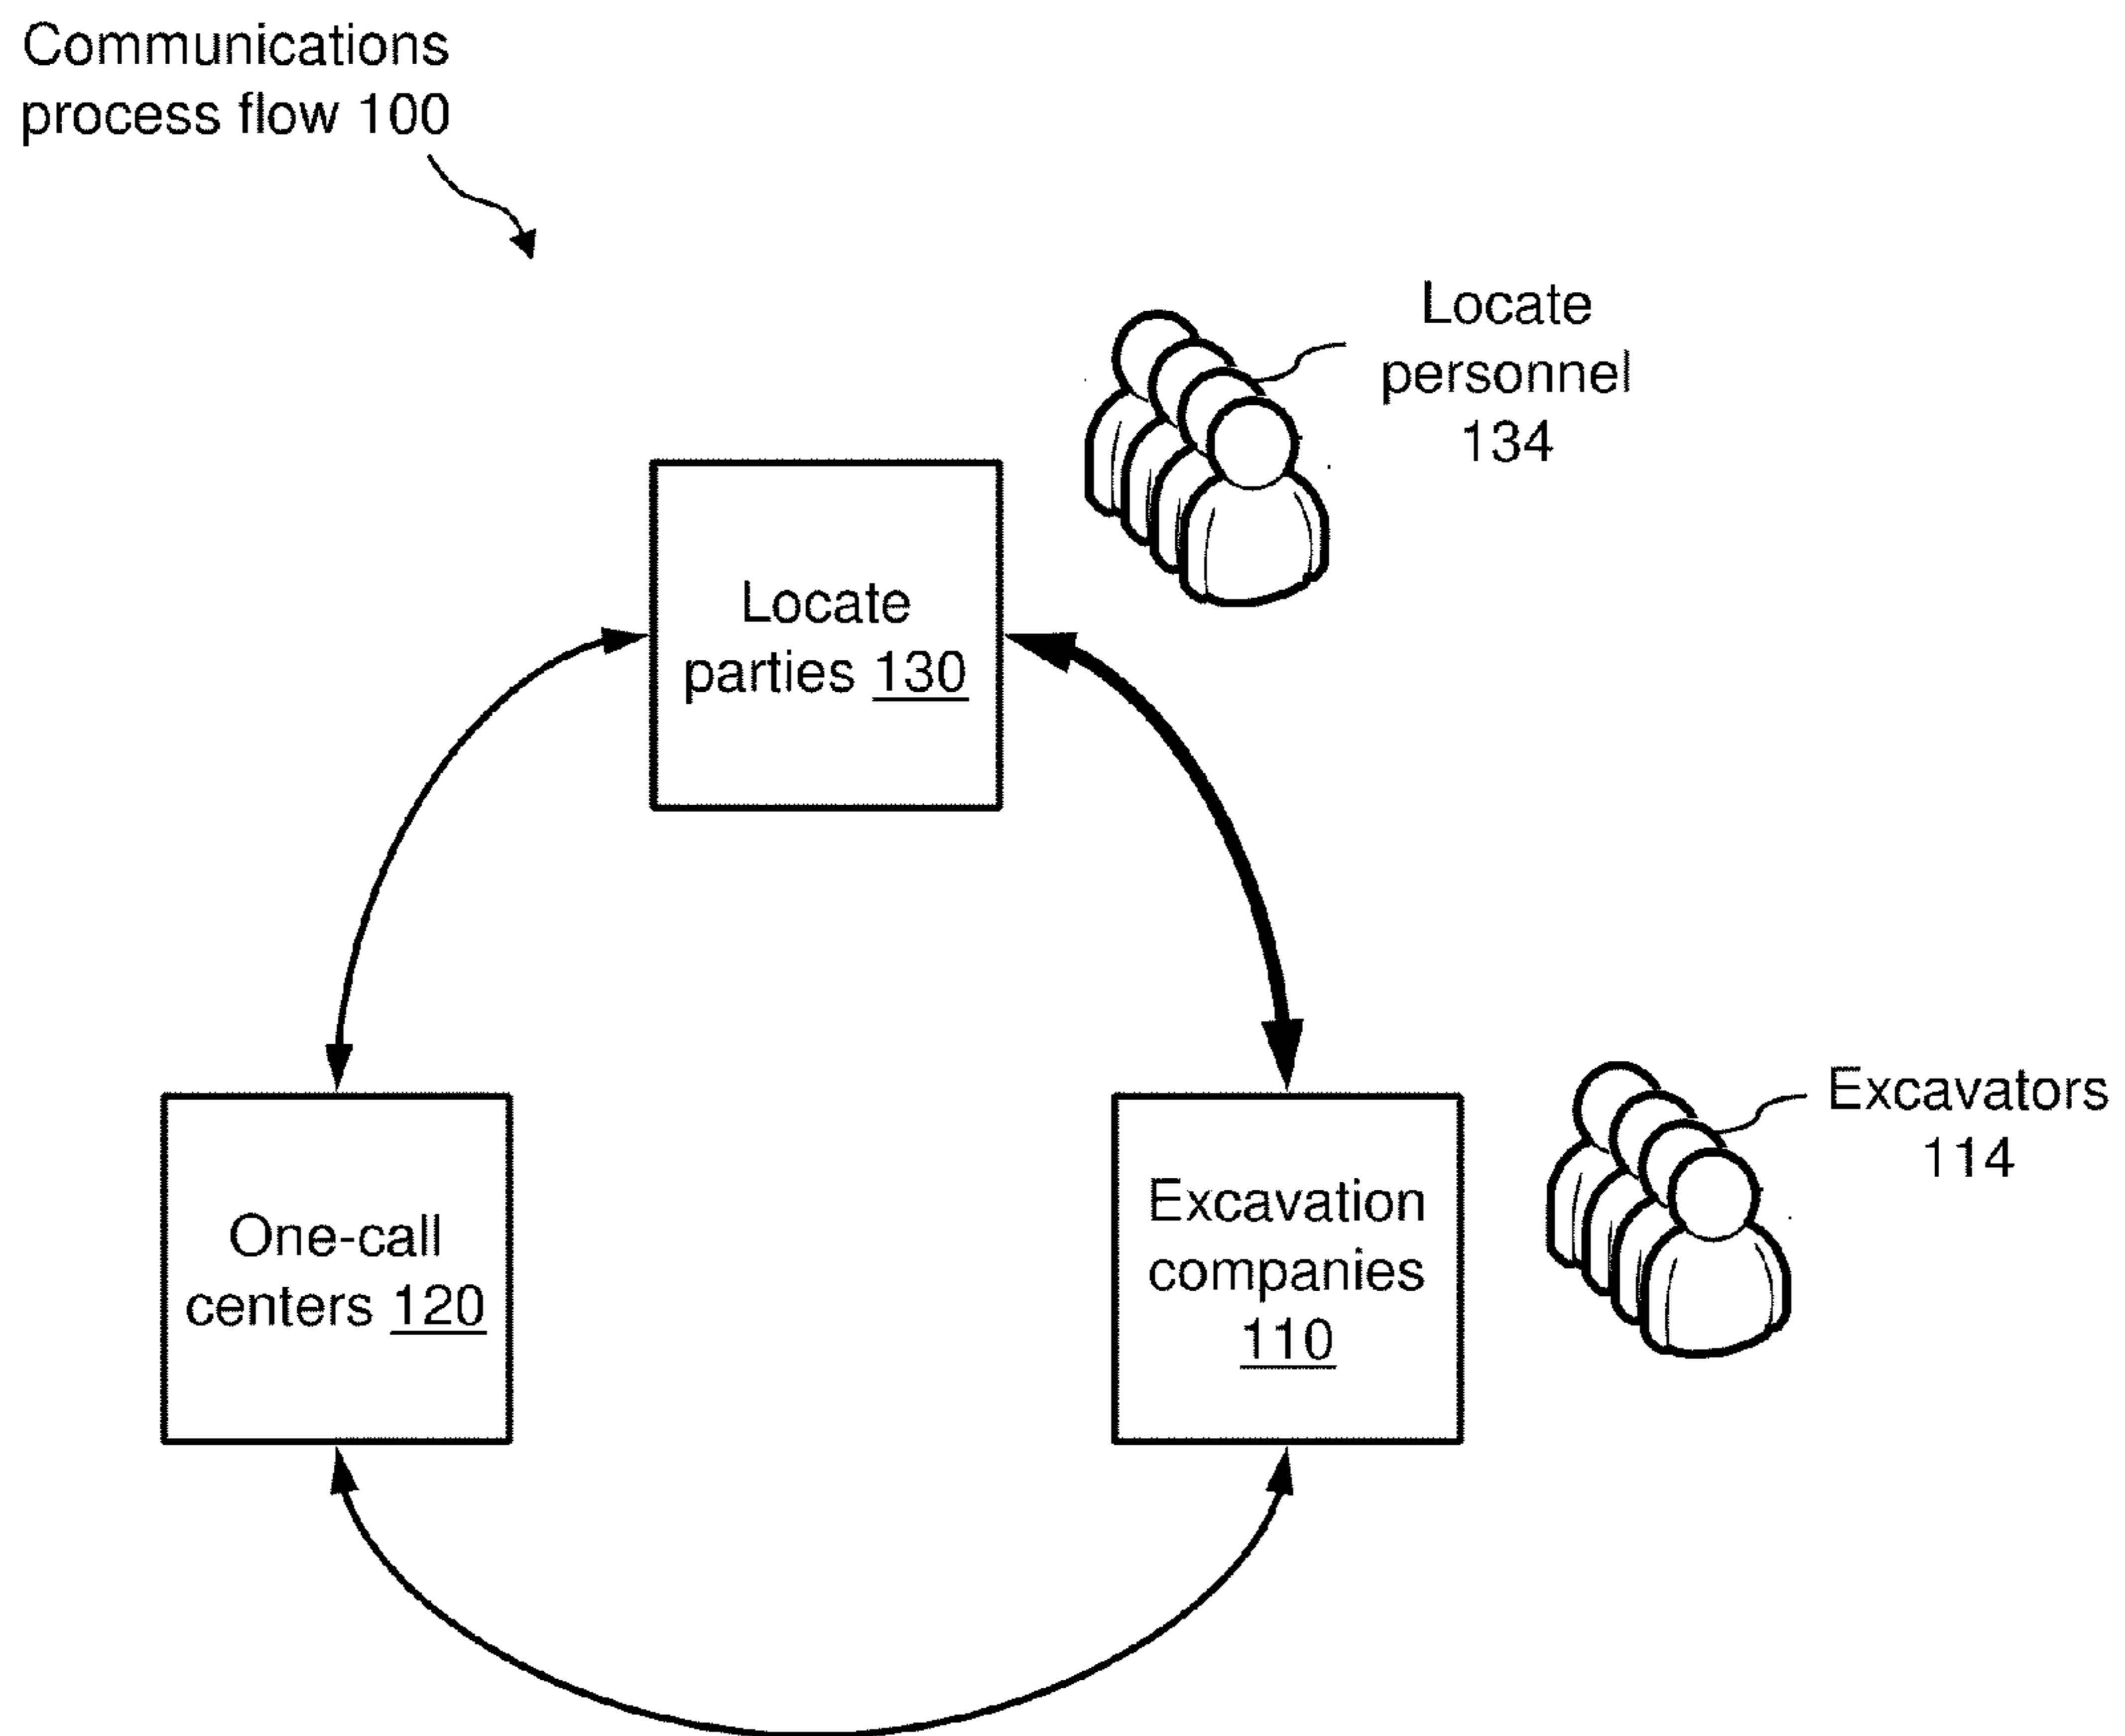 Communications
process flow 100
Locate
personnel
134
Locate
parties 130
Excavators
114
One-call
centers 120
Excavation
companies
110